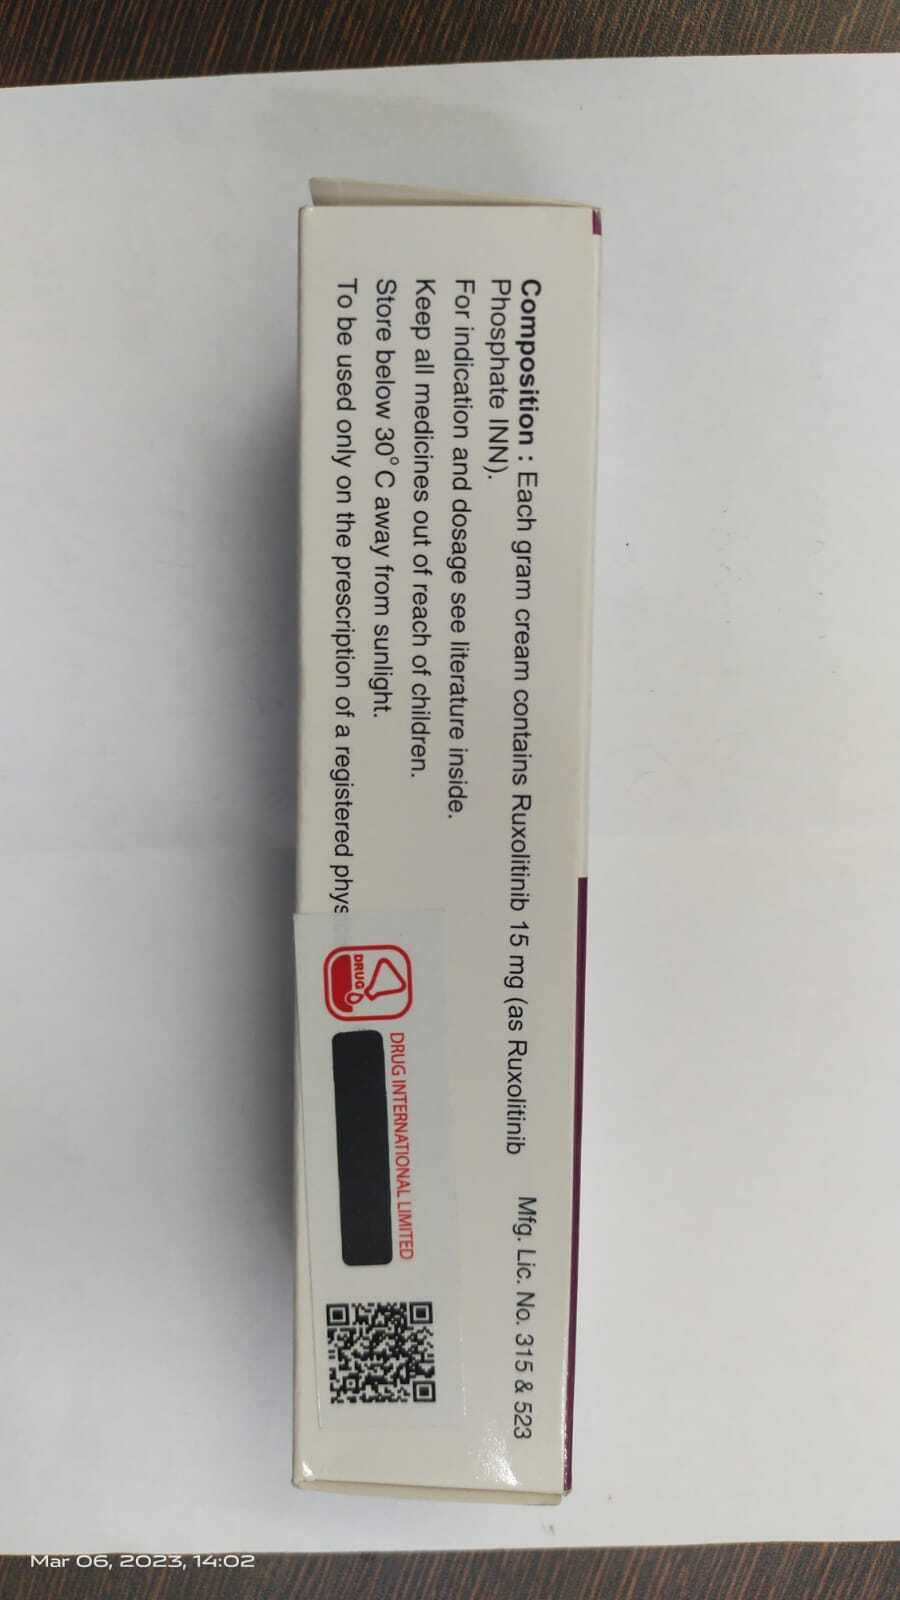 Composition : Each gram cream contains Ruxolitinib 15 mg (as Ruxolitinib
Phosphate INN).
For indication and dosage see literature inside.
Keep all medicines out of reach of children.
Store below 30°C away from sunlight.
To be used only on the prescription of a registered phys
Mfg. Lic. No. 315 & 523
DRUG
DRUG INTERNATIONAL LIMITED
Mar 06, 2023, 14:02